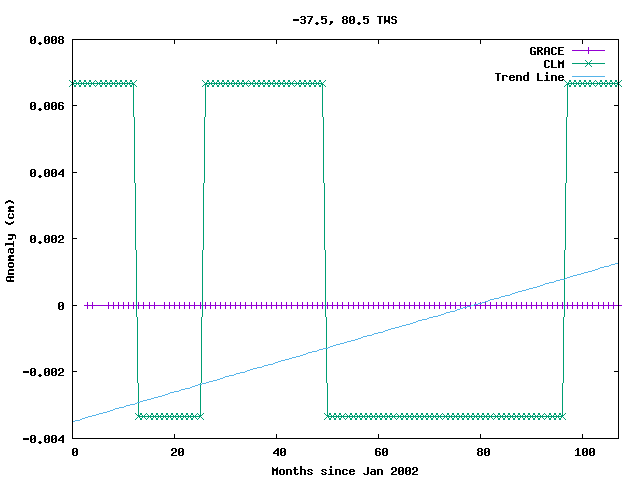 -37.5, 80.5 TWS
0.008
0.006
0.004
0.002
0
-0.002
-0.004
Anomaly (cm)
GRACE
CLM
Trend Line
0 20 40 60 80 100
Months since Jan 2002